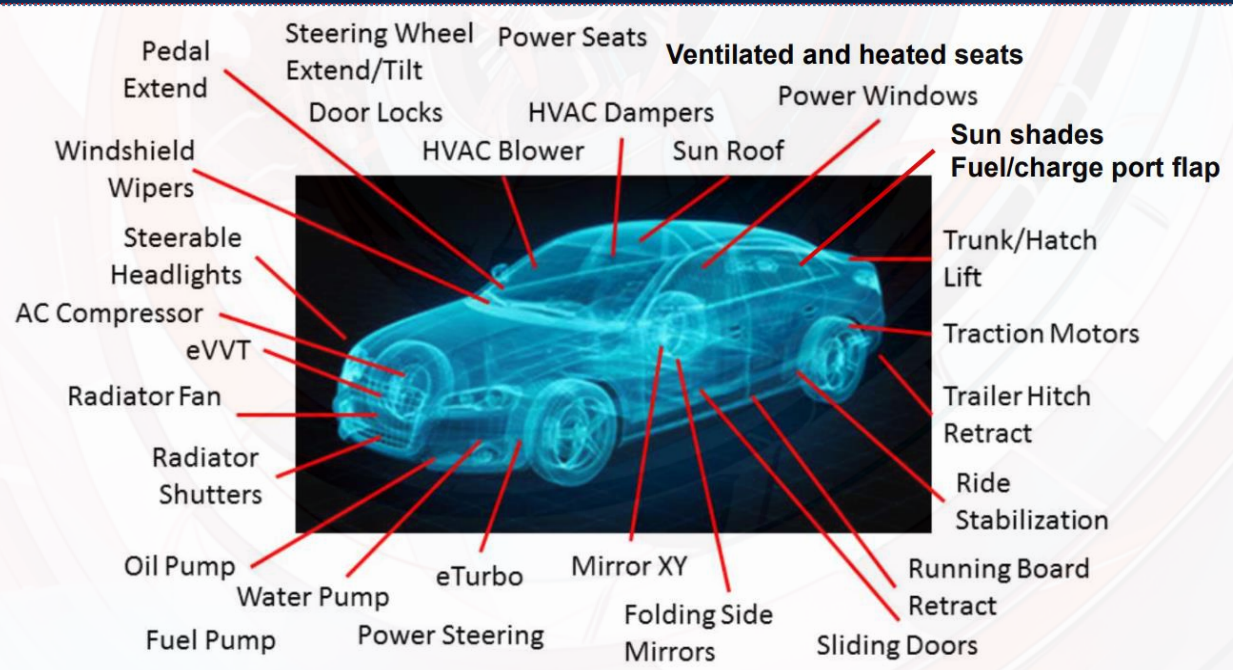 Pedal
Extend
Steering Wheel
Extend/Tilt
Power Seats
Ventilated and heated seats
Door Locks
HVAC Dampers
Power Windows
Windshield
Wipers
HVAC Blower
Sun Roof
Sun shades
Fuel/charge port flap
Steerable
Headlights
Trunk/Hatch
Lift
AC Compressor
eVVT
Traction Motors
Radiator Fan
Trailer Hitch
Retract
Radiator
Shutters
Ride
Stabilization
Oil Pump
Water Pump
Fuel Pump
eTurbo
Power Steering
Mirror XY
Folding Side
Mirrors
Running Board
Retract
Sliding Doors